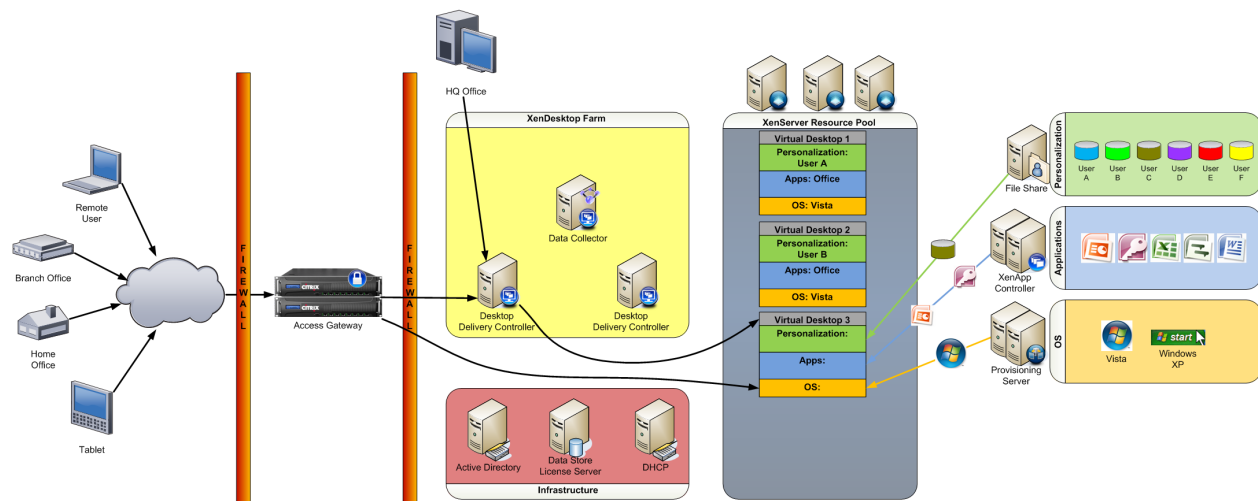 HQ Office
XenDesktop Farm
XenServer Resource Pool
Virtual Desktop 1
Personalization:
User A
Apps: Office
OS: Vista
Virtual Desktop 2
Personalization:
User B
Apps: Office
OS: Vista
Virtual Desktop 3
Personalization:
Apps:
OS:
Remote
User
Branch Office
Home
Office
Tablet
FIREWALL
CITRIX
CITRIX
Access Gateway
FIREWALL
Data Collector
Desktop
Delivery Controller
Desktop
Delivery Controller
Active Directory
Data Store
License Server
DHCP
Infrastructure
File Share
XenApp
Controller
Provisioning
Server
Personalization
User
A
User
B
User
C
User
D
User
E
User
F
Applications
OS
Vista
start
Windows
XP